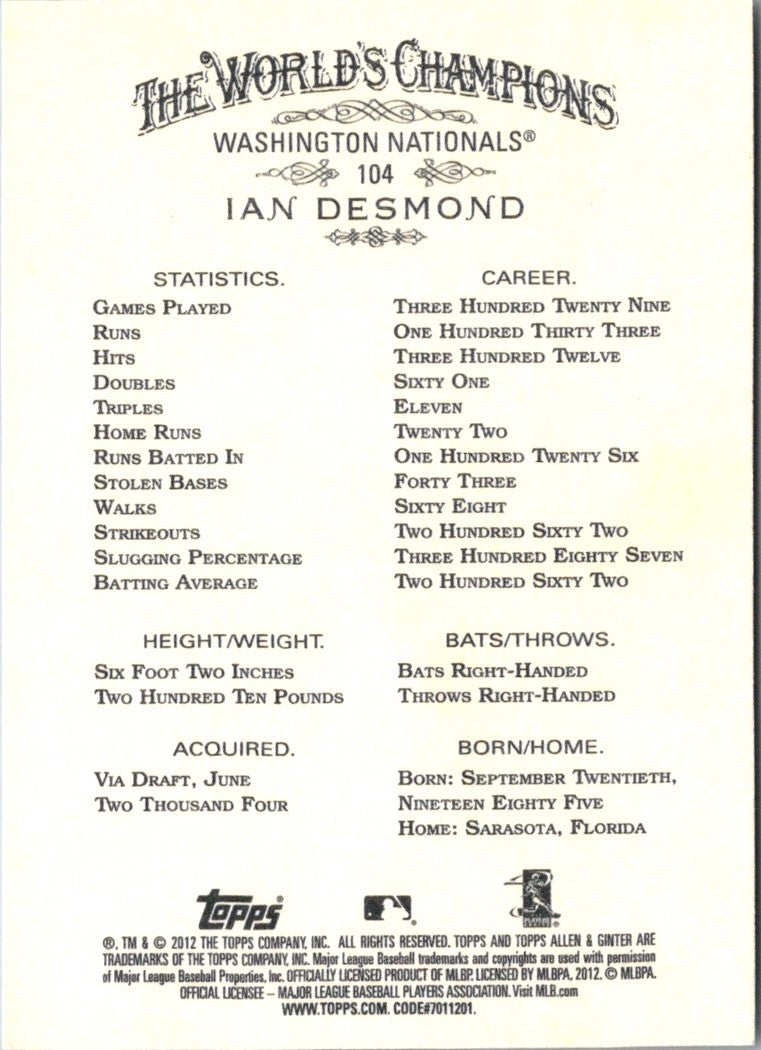 THE WORLD'S CHAMPIONS
WASHINGTON NATIONALS®
104
IAN DESMOND
STATISTICS.
GAMES PLAYED
RUNS
HITS
DOUBLES
TRIPLES
HOME RUNS
RUNS BATTED IN
STOLEN BASES
WALKS
STRIKEOUTS
SLUGGING PERCENTAGE
BATTING AVERAGE
CAREER.
THREE HUNDRED TWENTY NINE
ONE HUNDRED THIRTY THREE
THREE HUNDRED TWELVE
SIXTY ONE
ELEVEN
TWENTY TWO
ONE HUNDRED TWENTY SIX
FORTY THREE
SIXTY EIGHT
TWO HUNDRED SIXTY TWO
THREE HUNDRED EIGHTY SEVEN
TWO HUNDRED SIXTY TWO
HEIGHT/WEIGHT.
SIX FOOT TWO INCHES
TWO HUNDRED TEN POUNDS
BATS/THROWS.
BATS RIGHT-HANDED
THROWS RIGHT-HANDED
ACQUIRED.
VIA DRAFT, JUNE
TWO THOUSAND FOUR
BORN/HOME.
BORN: SEPTEMBER TWENTIETH,
NINETEEN EIGHTY FIVE
HOME: SARASOTA, FLORIDA
topps®
®, TM & © 2012 THE TOPPS COMPANY, INC. ALL RIGHTS RESERVED. TOPPS AND TOPPS ALLEN & GINTER ARE
TRADEMARKS OF THE TOPPS COMPANY, INC. Major League Baseball trademarks and copyrights are used with permission
of Major League Baseball Properties, Inc. OFFICIALLY LICENSED PRODUCT OF MLBP. LICENSED BY MLBPA, 2012. © MLBPA.
OFFICIAL LICENSEE – MAJOR LEAGUE BASEBALL PLAYERS ASSOCIATION. Visit MLB.com
WWW.TOPPS.COM. CODE#7011201.